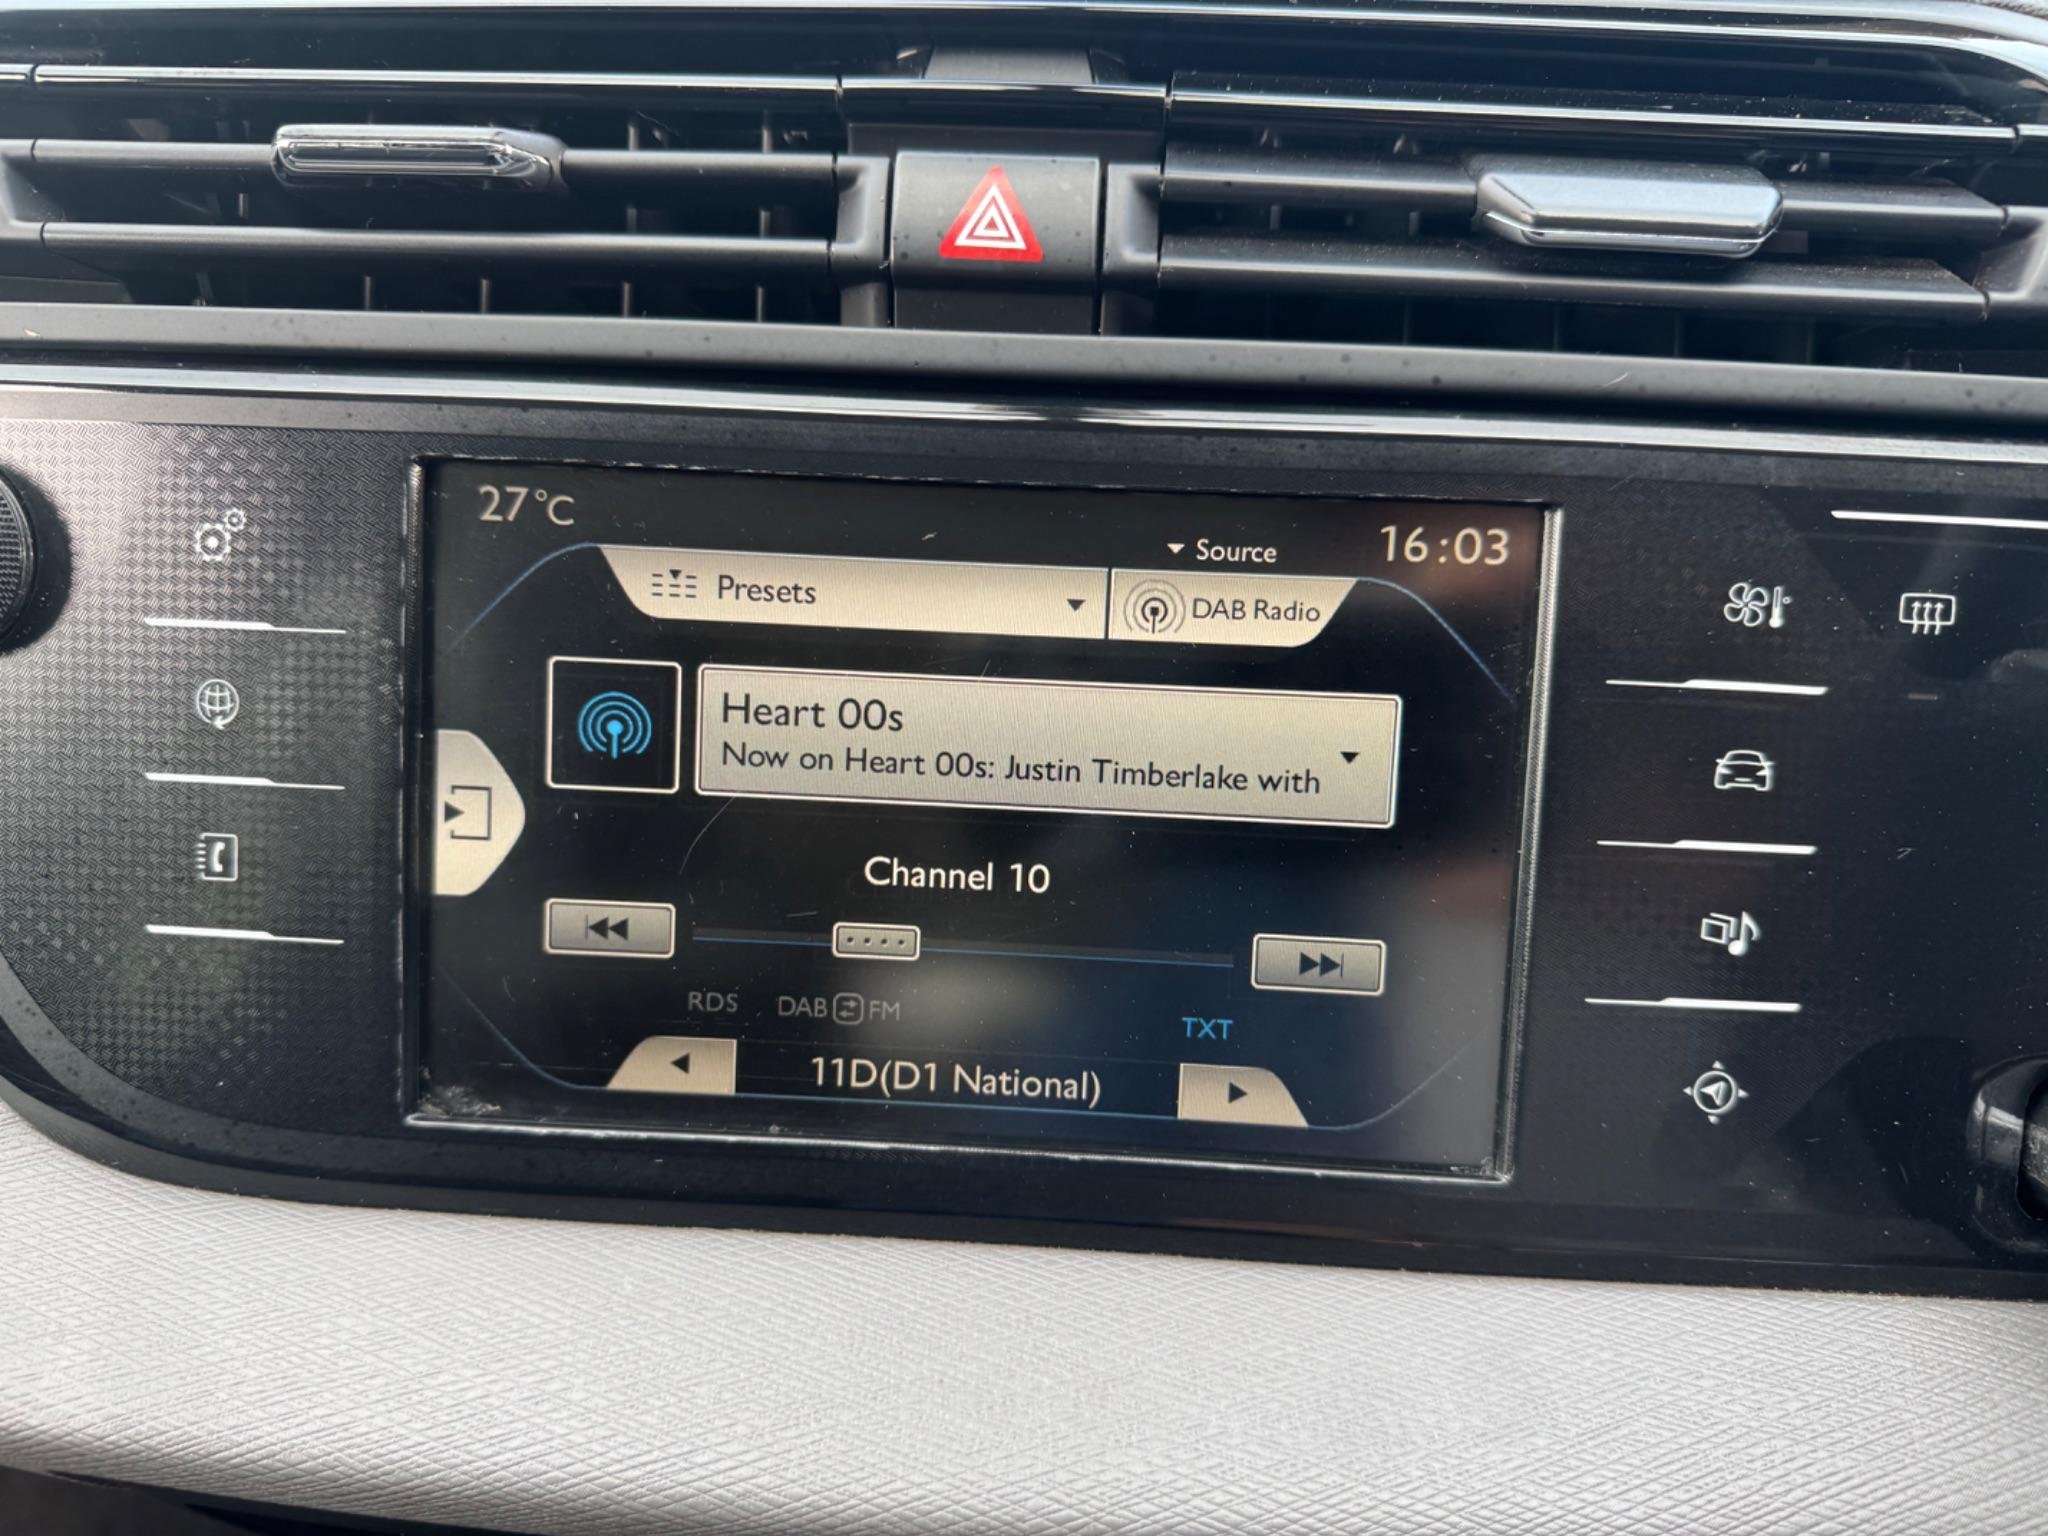 27°C
Source
16:03
Presets
DAB Radio
Heart 00s
Now on Heart 00s: Justin Timberlake with
Channel 10
RDS
DAB FM
TXT
11D(D1 National)